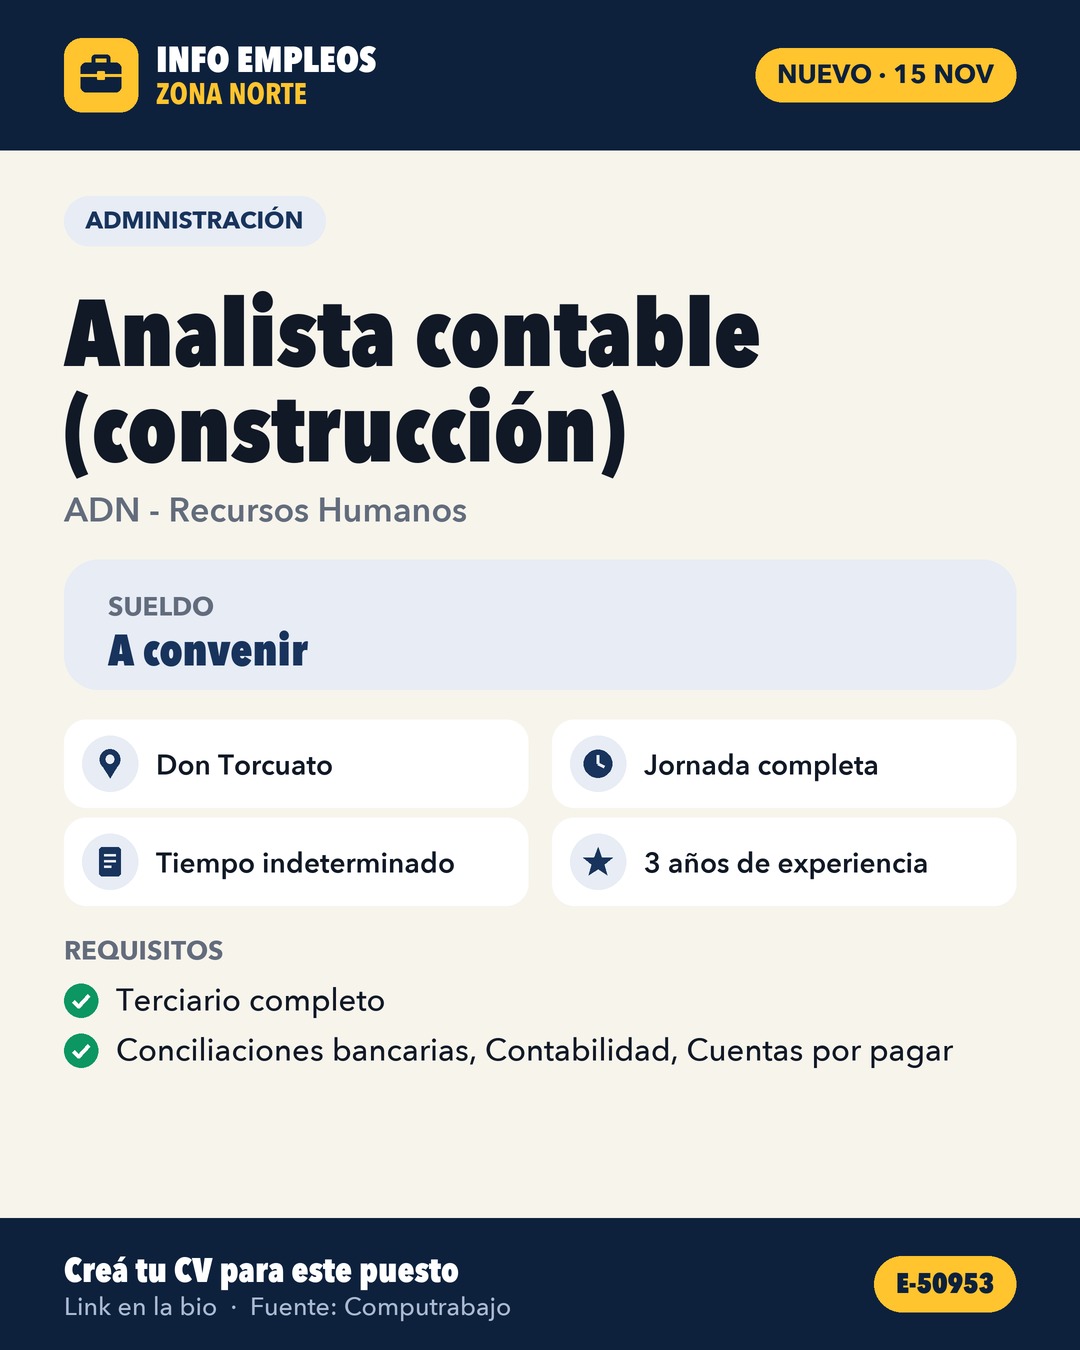 INFO EMPLEOS
ZONA NORTE
NUEVO · 15 NOV
ADMINISTRACIÓN
Analista contable
(construcción)
ADN - Recursos Humanos
SUELDO
A convenir
Don Torcuato
Jornada completa
Tiempo indeterminado
3 años de experiencia
REQUISITOS
Terciario completo
Conciliaciones bancarias, Contabilidad, Cuentas por pagar
Creá tu CV para este puesto
Link en la bio · Fuente: Computrabajo
E-50953